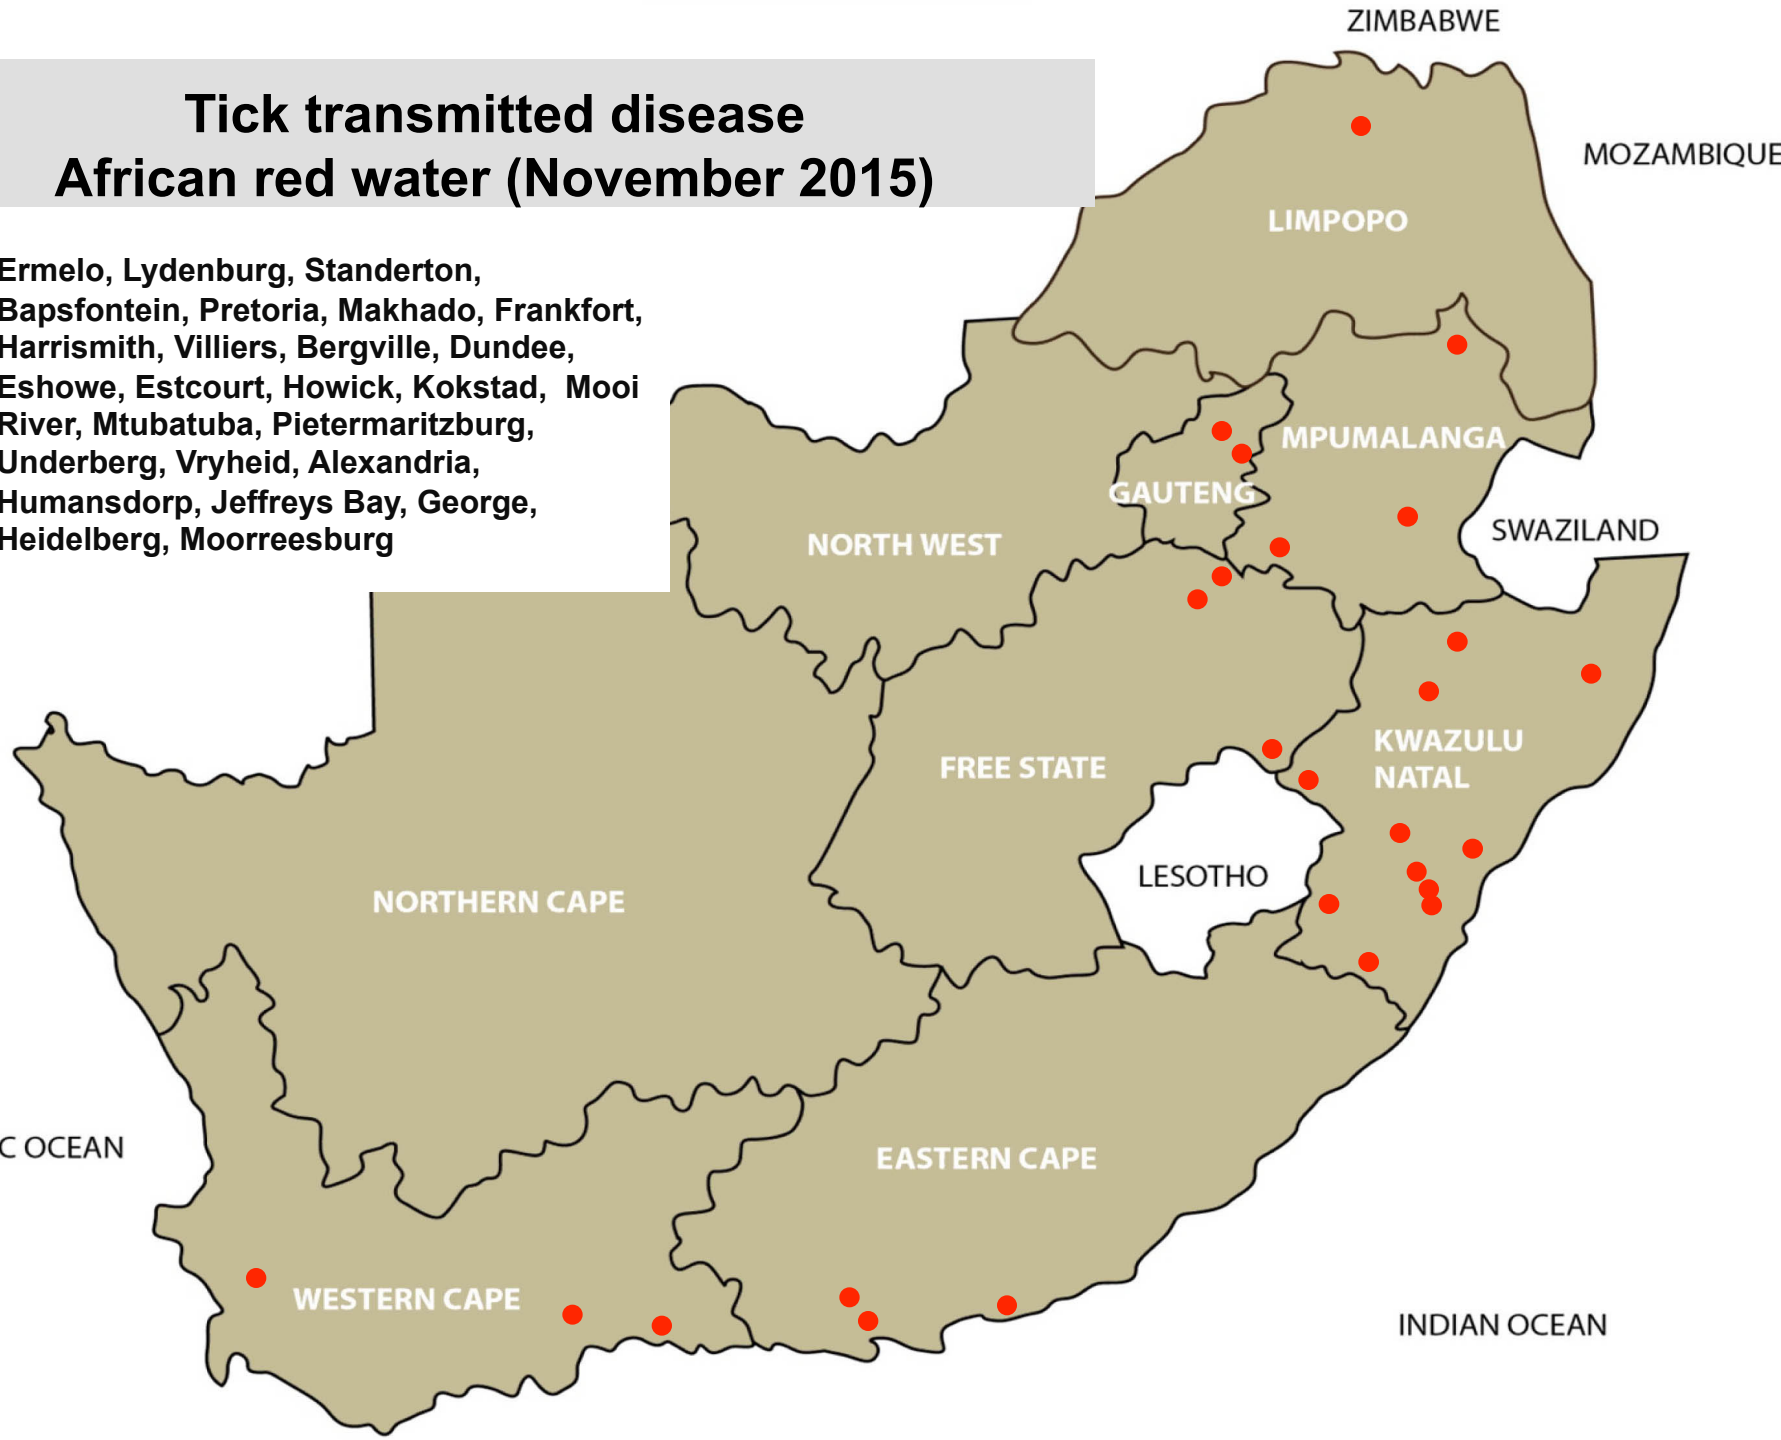 ZIMBABWE
Tick transmitted disease
African red water (November 2015)
MOZAMBIQUE
LIMPOPO
Ermelo, Lydenburg, Standerton,
Bapsfontein, Pretoria, Makhado, Frankfort,
Harrismith, Villiers, Bergville, Dundee,
Eshowe, Estcourt, Howick, Kokstad, Mooi
River, Mtubatuba, Pietermaritzburg,
Underberg, Vryheid, Alexandria,
Humansdorp, Jeffreys Bay, George,
Heidelberg, Moorreesburg
MPUMALANGA
GAUTENG
NORTH WEST
SWAZILAND
KWAZULU
NATAL
FREE STATE
LESOTHO
NORTHERN CAPE
C OCEAN
EASTERN CAPE
WESTERN CAPE
INDIAN OCEAN